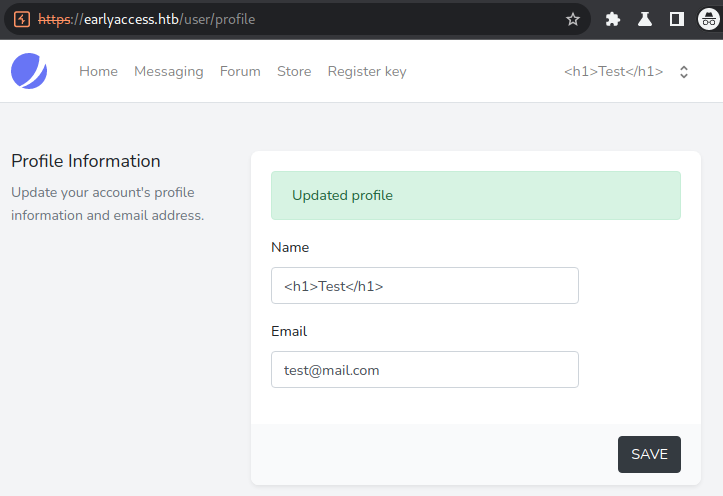 https://earlyaccess.htb/user/profile
Home Messaging Forum Store Register key <h1>Test</h1>
Profile Information
Update your account's profile
information and email address.
Updated profile
Name
<h1>Test</h1>
Email
test@mail.com
SAVE